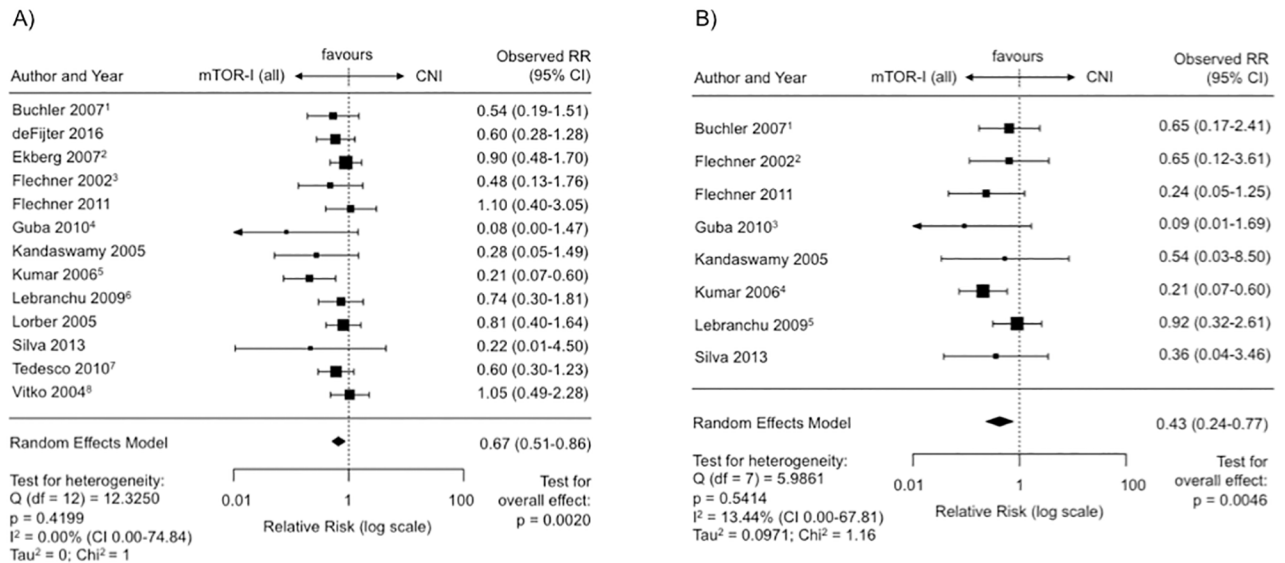 A)
favours
Author and Year mTOR-I (all) CNI Observed RR (95% CI)
Buchler 2007¹ 0.54 (0.19-1.51)
deFijter 2016 0.60 (0.28-1.28)
Ekberg 2007² 0.90 (0.48-1.70)
Flechner 2002³ 0.48 (0.13-1.76)
Flechner 2011 1.10 (0.40-3.05)
Guba 2010⁴ 0.08 (0.00-1.47)
Kandaswamy 2005 0.28 (0.05-1.49)
Kumar 2006⁵ 0.21 (0.07-0.60)
Lebranchu 2009⁶ 0.74 (0.30-1.81)
Lorber 2005 0.81 (0.40-1.64)
Silva 2013 0.22 (0.01-4.50)
Tedesco 2010⁷ 0.60 (0.30-1.23)
Vitko 2004⁸ 1.05 (0.49-2.28)
Random Effects Model 0.67 (0.51-0.86)
Test for heterogeneity:
Q (df = 12) = 12.3250
p = 0.4199
I² = 0.00% (CI 0.00-74.84)
Tau² = 0; Chi² = 1
0.01 1 100
Relative Risk (log scale)
Test for
overall effect:
p = 0.0020
B)
favours
Author and Year mTOR-I (all) CNI Observed RR (95% CI)
Buchler 2007¹ 0.65 (0.17-2.41)
Flechner 2002² 0.65 (0.12-3.61)
Flechner 2011 0.24 (0.05-1.25)
Guba 2010³ 0.09 (0.01-1.69)
Kandaswamy 2005 0.54 (0.03-8.50)
Kumar 2006⁴ 0.21 (0.07-0.60)
Lebranchu 2009⁵ 0.92 (0.32-2.61)
Silva 2013 0.36 (0.04-3.46)
Random Effects Model 0.43 (0.24-0.77)
Test for heterogeneity:
Q (df = 7) = 5.9861
p = 0.5414
I² = 13.44% (CI 0.00-67.81)
Tau² = 0.0971; Chi² = 1.16
0.01 1 100
Relative Risk (log scale)
Test for
overall effect:
p = 0.0046